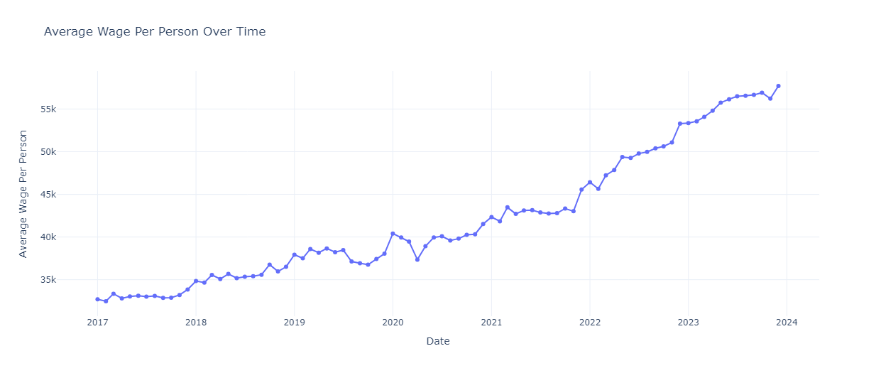 Average Wage Per Person Over Time
55k
50k
45k
40k
35k
Average Wage Per Person
2017 2018 2019 2020 2021 2022 2023 2024
Date